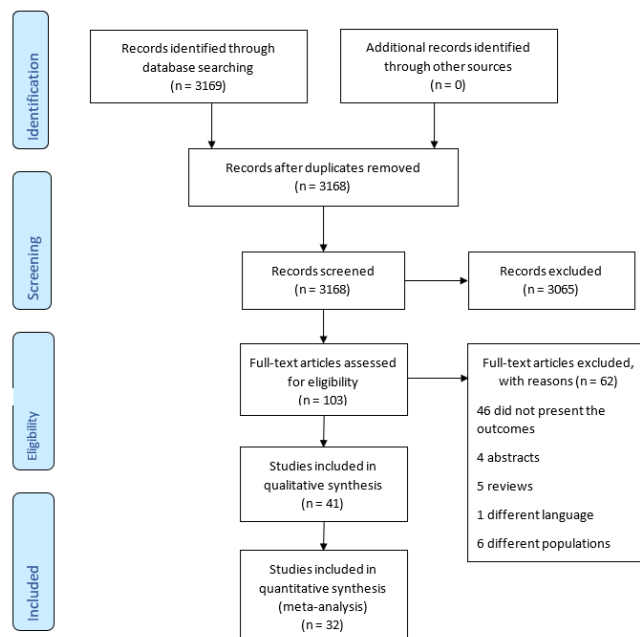 Identification
Records identified through
database searching
(n = 3169)
Additional records identified
through other sources
(n = 0)
Records after duplicates removed
(n = 3168)
Screening
Records screened
(n = 3168)
Records excluded
(n = 3065)
Eligibility
Full-text articles assessed
for eligibility
(n = 103)
Full-text articles excluded,
with reasons (n = 62)
46 did not present the
outcomes
4 abstracts
5 reviews
1 different language
6 different populations
Studies included in
qualitative synthesis
(n = 41)
Included
Studies included in
quantitative synthesis
(meta-analysis)
(n = 32)